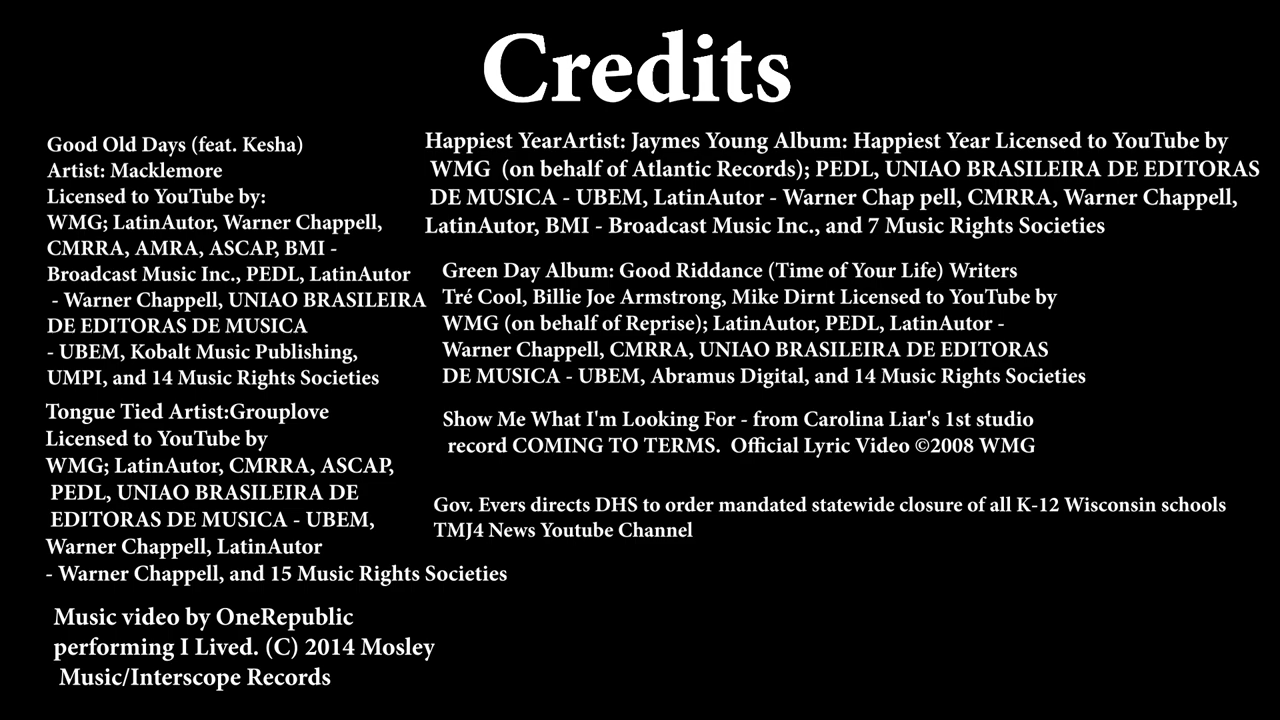 Credits
Good Old Days (feat. Kesha)
Artist: Macklemore
Licensed to YouTube by:
WMG; LatinAutor, Warner Chappell,
CMRRA, AMRA, ASCAP, BMI -
Broadcast Music Inc., PEDL, LatinAutor
- Warner Chappell, UNIAO BRASILEIRA
DE EDITORAS DE MUSICA
- UBEM, Kobalt Music Publishing,
UMPI, and 14 Music Rights Societies
Tongue Tied Artist:Grouplove
Licensed to YouTube by
WMG; LatinAutor, CMRRA, ASCAP,
PEDL, UNIAO BRASILEIRA DE
EDITORAS DE MUSICA - UBEM,
Warner Chappell, LatinAutor
- Warner Chappell, and 15 Music Rights Societies
Music video by OneRepublic
performing I Lived. (C) 2014 Mosley
Music/Interscope Records
Happiest YearArtist: Jaymes Young Album: Happiest Year Licensed to YouTube by
WMG (on behalf of Atlantic Records); PEDL, UNIAO BRASILEIRA DE EDITORAS
DE MUSICA - UBEM, LatinAutor - Warner Chap pell, CMRRA, Warner Chappell,
LatinAutor, BMI - Broadcast Music Inc., and 7 Music Rights Societies
Green Day Album: Good Riddance (Time of Your Life) Writers
Tré Cool, Billie Joe Armstrong, Mike Dirnt Licensed to YouTube by
WMG (on behalf of Reprise); LatinAutor, PEDL, LatinAutor -
Warner Chappell, CMRRA, UNIAO BRASILEIRA DE EDITORAS
DE MUSICA - UBEM, Abramus Digital, and 14 Music Rights Societies
Show Me What I'm Looking For - from Carolina Liar's 1st studio
record COMING TO TERMS. Official Lyric Video ©2008 WMG
Gov. Evers directs DHS to order mandated statewide closure of all K-12 Wisconsin schools
TMJ4 News Youtube Channel